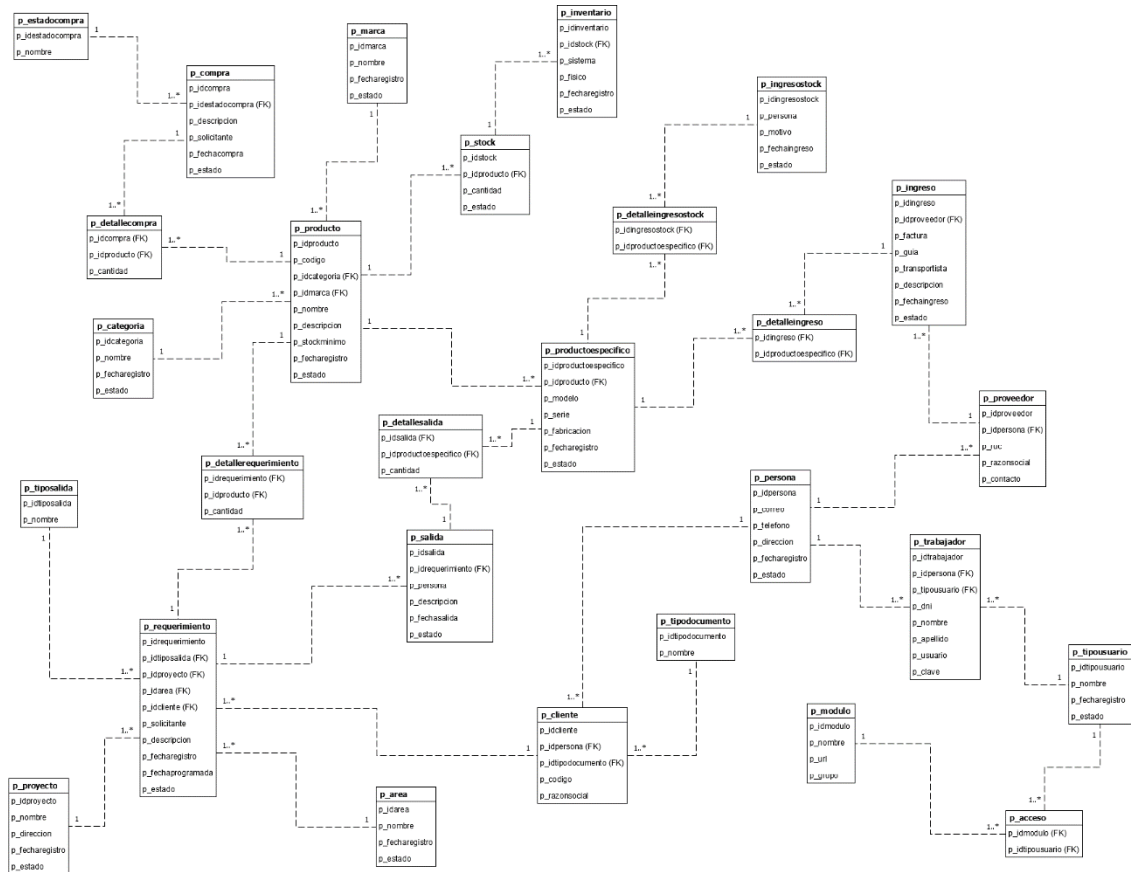 p_estadocompra
p_idestadocompra
p_nombre
1
1..*
p_compra
p_idcompra
p_idestadocompra (FK)
p_descripcion
p_solicitante
p_fechacompra
p_estado
1
1..*
p_marca
p_idmarca
p_nombre
p_fecharegistro
p_estado
1
1..*
p_inventario
p_idinventario
p_idstock (FK)
p_sistema
p_fisico
p_fecharegistro
p_estado
1..*
1
p_stock
p_idstock
p_idproducto (FK)
p_cantidad
p_estado
1..*
1
p_ingresostock
p_idingresostock
p_persona
p_motivo
p_fechaingreso
p_estado
1
1..*
p_detalleingresostock
p_idingresostock (FK)
p_idproductoespecifico (FK)
1..*
1
p_ingreso
p_idingreso
p_idproveedor (FK)
p_factura
p_guia
p_transportista
p_descripcion
p_fechaingreso
p_estado
1
1..*
1..*
1
p_detallecompra
p_idcompra (FK)
p_idproducto (FK)
p_cantidad
1..*
1
p_producto
p_idproducto
p_codigo
p_idcategoria (FK)
p_idmarca (FK)
p_nombre
p_descripcion
p_stockminimo
p_fecharegistro
p_estado
1..*
1
1
1..*
p_categoria
p_idcategoria
p_nombre
p_fecharegistro
p_estado
1
p_detalleingreso
p_idingreso (FK)
p_idproductoespecifico (FK)
1..*
1
p_productoespecifico
p_idproductoespecifico
p_idproducto (FK)
p_modelo
p_serie
p_fabricacion
p_fecharegistro
p_estado
1
1..*
p_detallesalida
p_idsalida (FK)
p_idproductoespecifico (FK)
p_cantidad
1..*
1
p_proveedor
p_idproveedor
p_idpersona (FK)
p_ruc
p_razonsocial
p_contacto
1..*
1
1..*
p_detallerequerimiento
p_idrequerimiento (FK)
p_idproducto (FK)
p_cantidad
1..*
1
p_tiposalida
p_idtiposalida
p_nombre
1
1..*
p_persona
p_idpersona
p_correo
p_telefono
p_direccion
p_fecharegistro
p_estado
1
1
1..*
p_salida
p_idsalida
p_idrequerimiento (FK)
p_persona
p_descripcion
p_fechasalida
p_estado
1..*
1
p_trabajador
p_idtrabajador
p_idpersona (FK)
p_tipousuario (FK)
p_dni
p_nombre
p_apellido
p_usuario
p_clave
1..*
1
p_requerimiento
p_idrequerimiento
p_idtiposalida (FK)
p_idproyecto (FK)
p_idarea (FK)
p_idcliente (FK)
p_solicitante
p_descripcion
p_fecharegistro
p_fechaprogramada
p_estado
1..*
1
1..*
1
p_tipodocumento
p_idtipodocumento
p_nombre
1
1..*
p_tipousuario
p_idtipousuario
p_nombre
p_fecharegistro
p_estado
1
1..*
p_cliente
p_idcliente
p_idpersona (FK)
p_idtipodocumento (FK)
p_codigo
p_razonsocial
1..*
p_modulo
p_idmodulo
p_nombre
p_url
p_grupo
1
1..*
p_proyecto
p_idproyecto
p_nombre
p_direccion
p_fecharegistro
p_estado
1
1..*
p_area
p_idarea
p_nombre
p_fecharegistro
p_estado
p_acceso
p_idmodulo (FK)
p_idtipousuario (FK)